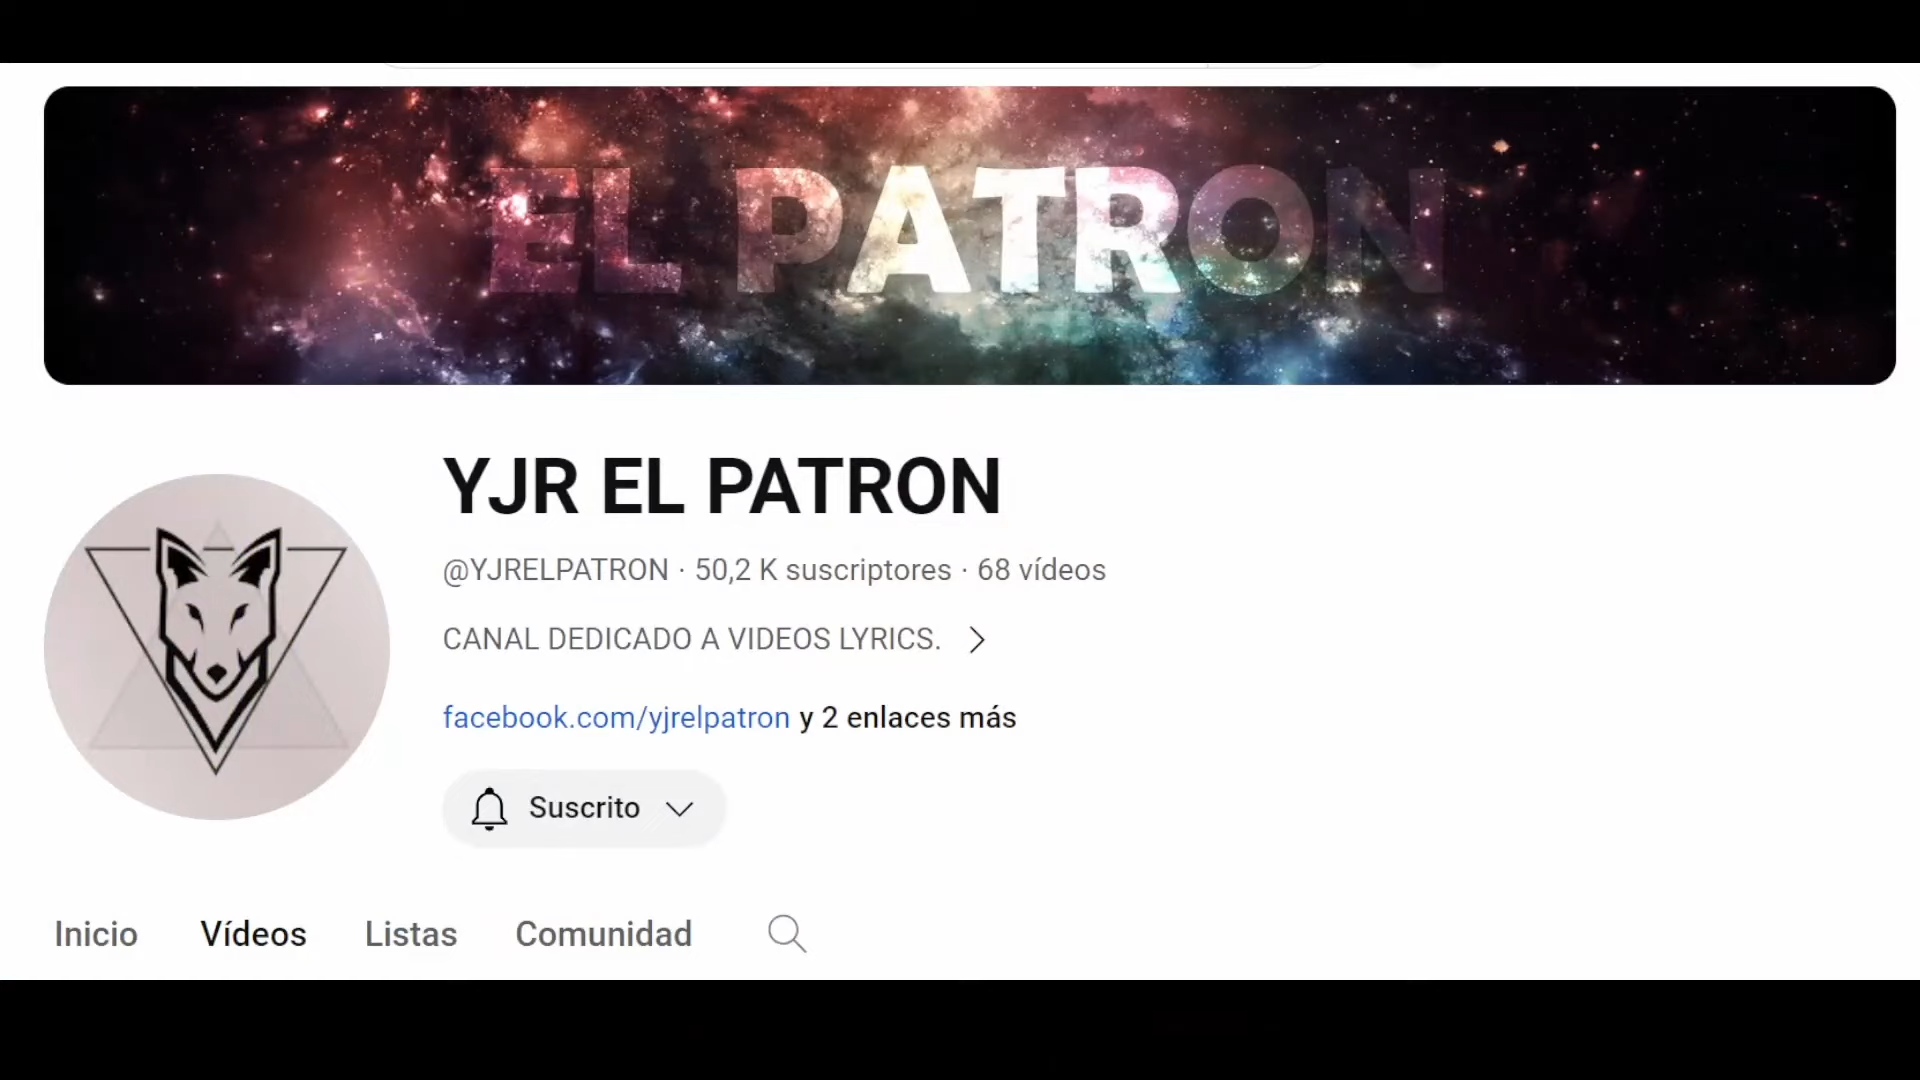 EL PATRON
YJR EL PATRON
@YJRELPATRON · 50,2 K suscriptores · 68 vídeos
CANAL DEDICADO A VIDEOS LYRICS.
facebook.com/yjrelpatron y 2 enlaces más
Suscrito
Inicio Vídeos Listas Comunidad